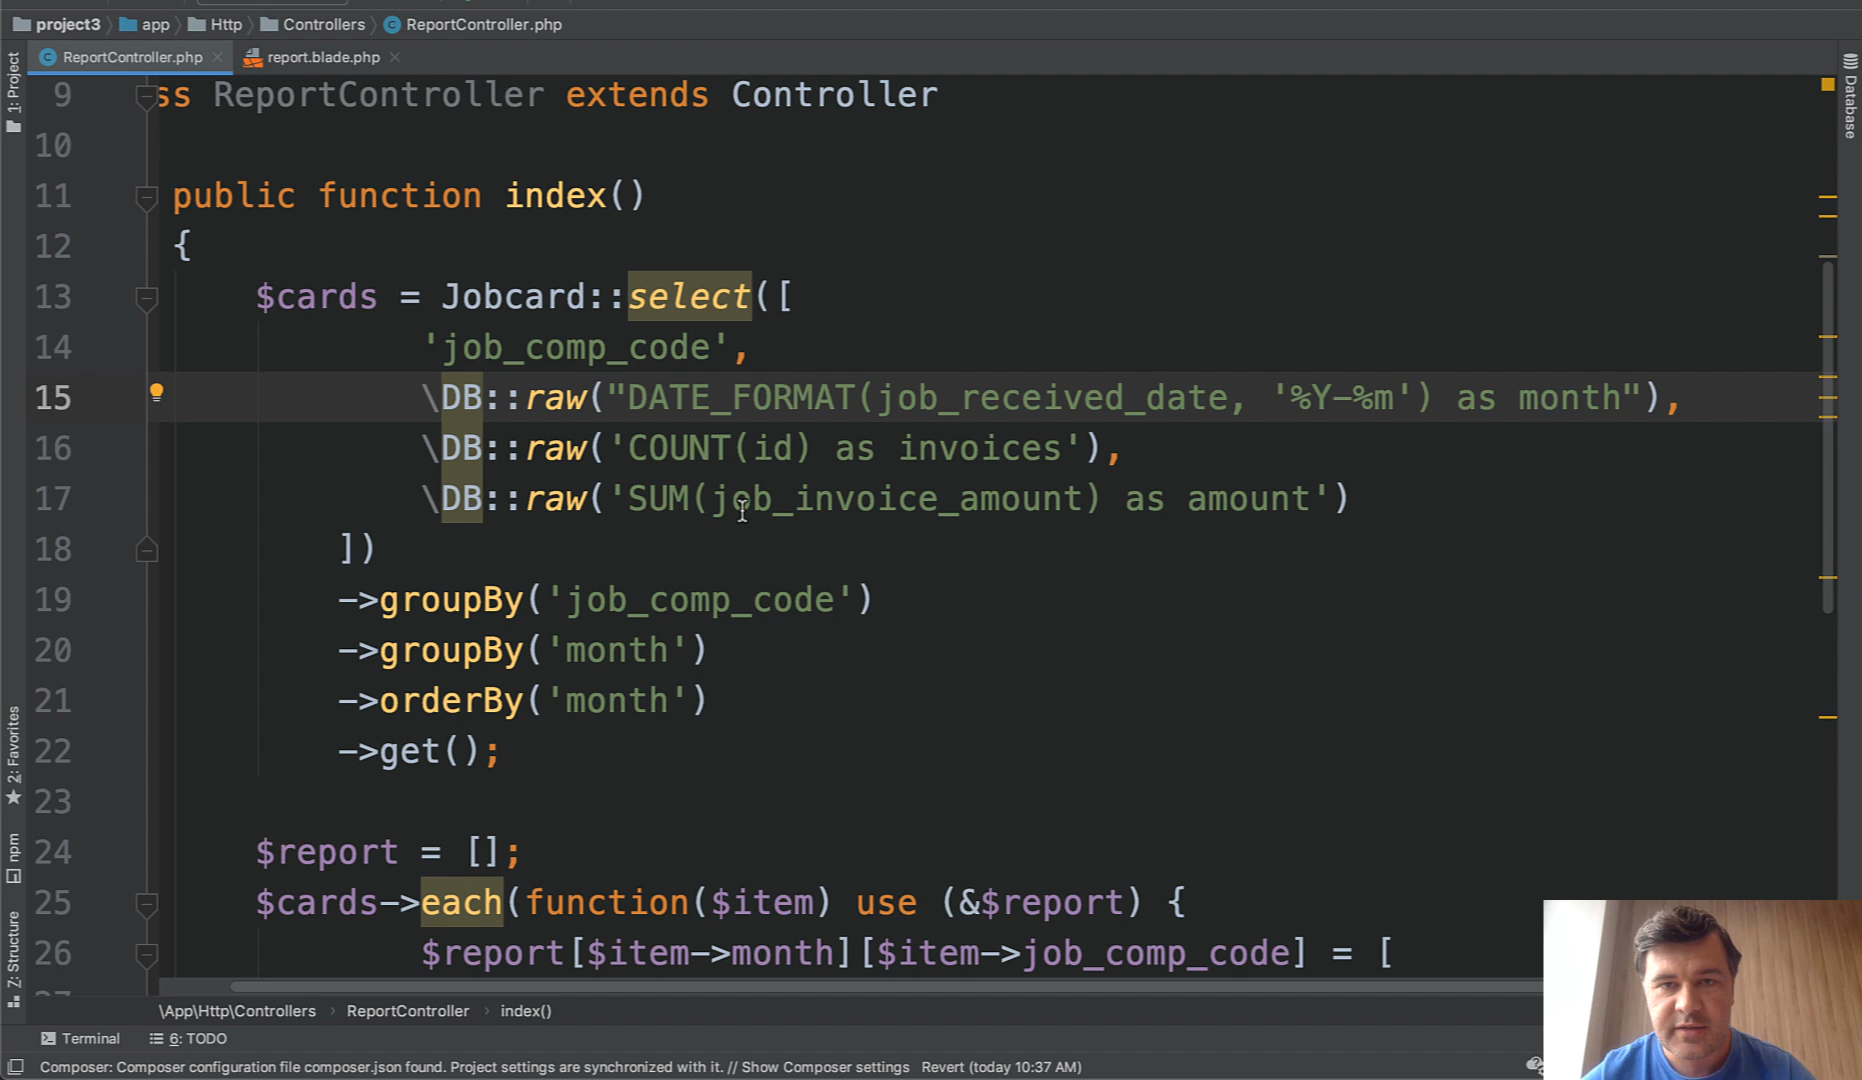 project3 app Http Controllers ReportController.php
ReportController.php report.blade.php
1: Project
Database
9 ss ReportController extends Controller
10
11 public function index()
12 {
13 $cards = Jobcard::select([
14 'job_comp_code',
15 \DB::raw("DATE_FORMAT(job_received_date, '%Y-%m') as month"),
16 \DB::raw('COUNT(id) as invoices'),
17 \DB::raw('SUM(job_invoice_amount) as amount')
18 ])
19 ->groupBy('job_comp_code')
20 ->groupBy('month')
21 ->orderBy('month')
22 ->get();
23
24 $report = [];
25 $cards->each(function($item) use (&$report) {
26 $report[$item->month][$item->job_comp_code] = [
2: Favorites
npm
Z: Structure
\App\Http\Controllers › ReportController › index()
Terminal 6: TODO
Composer: Composer configuration file composer.json found. Project settings are synchronized with it. // Show Composer settings Revert (today 10:37 AM)